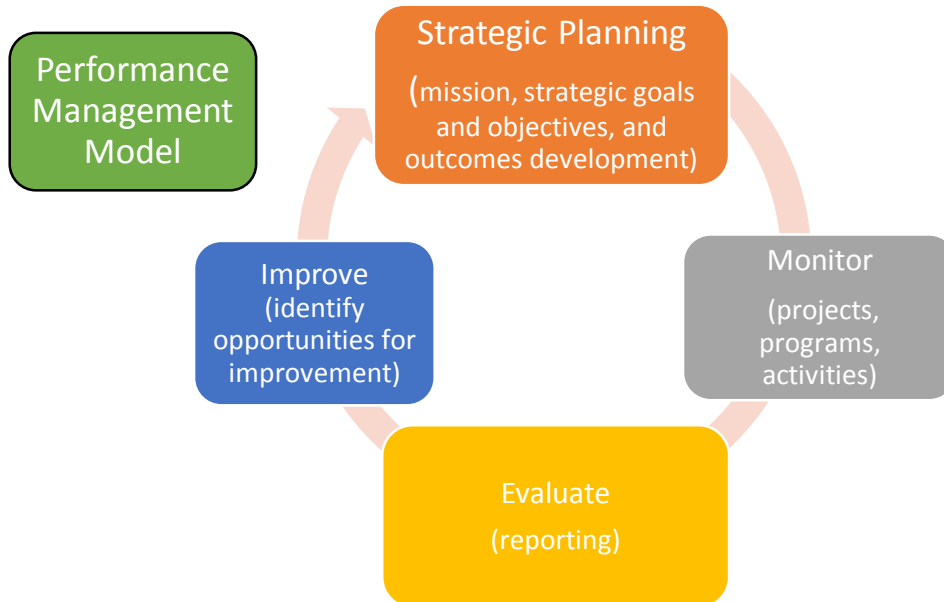 Performance
Management
Model
Strategic Planning
(mission, strategic goals
and objectives, and
outcomes development)
Improve
(identify
opportunities for
improvement)
Monitor
(projects,
programs,
activities)
Evaluate
(reporting)